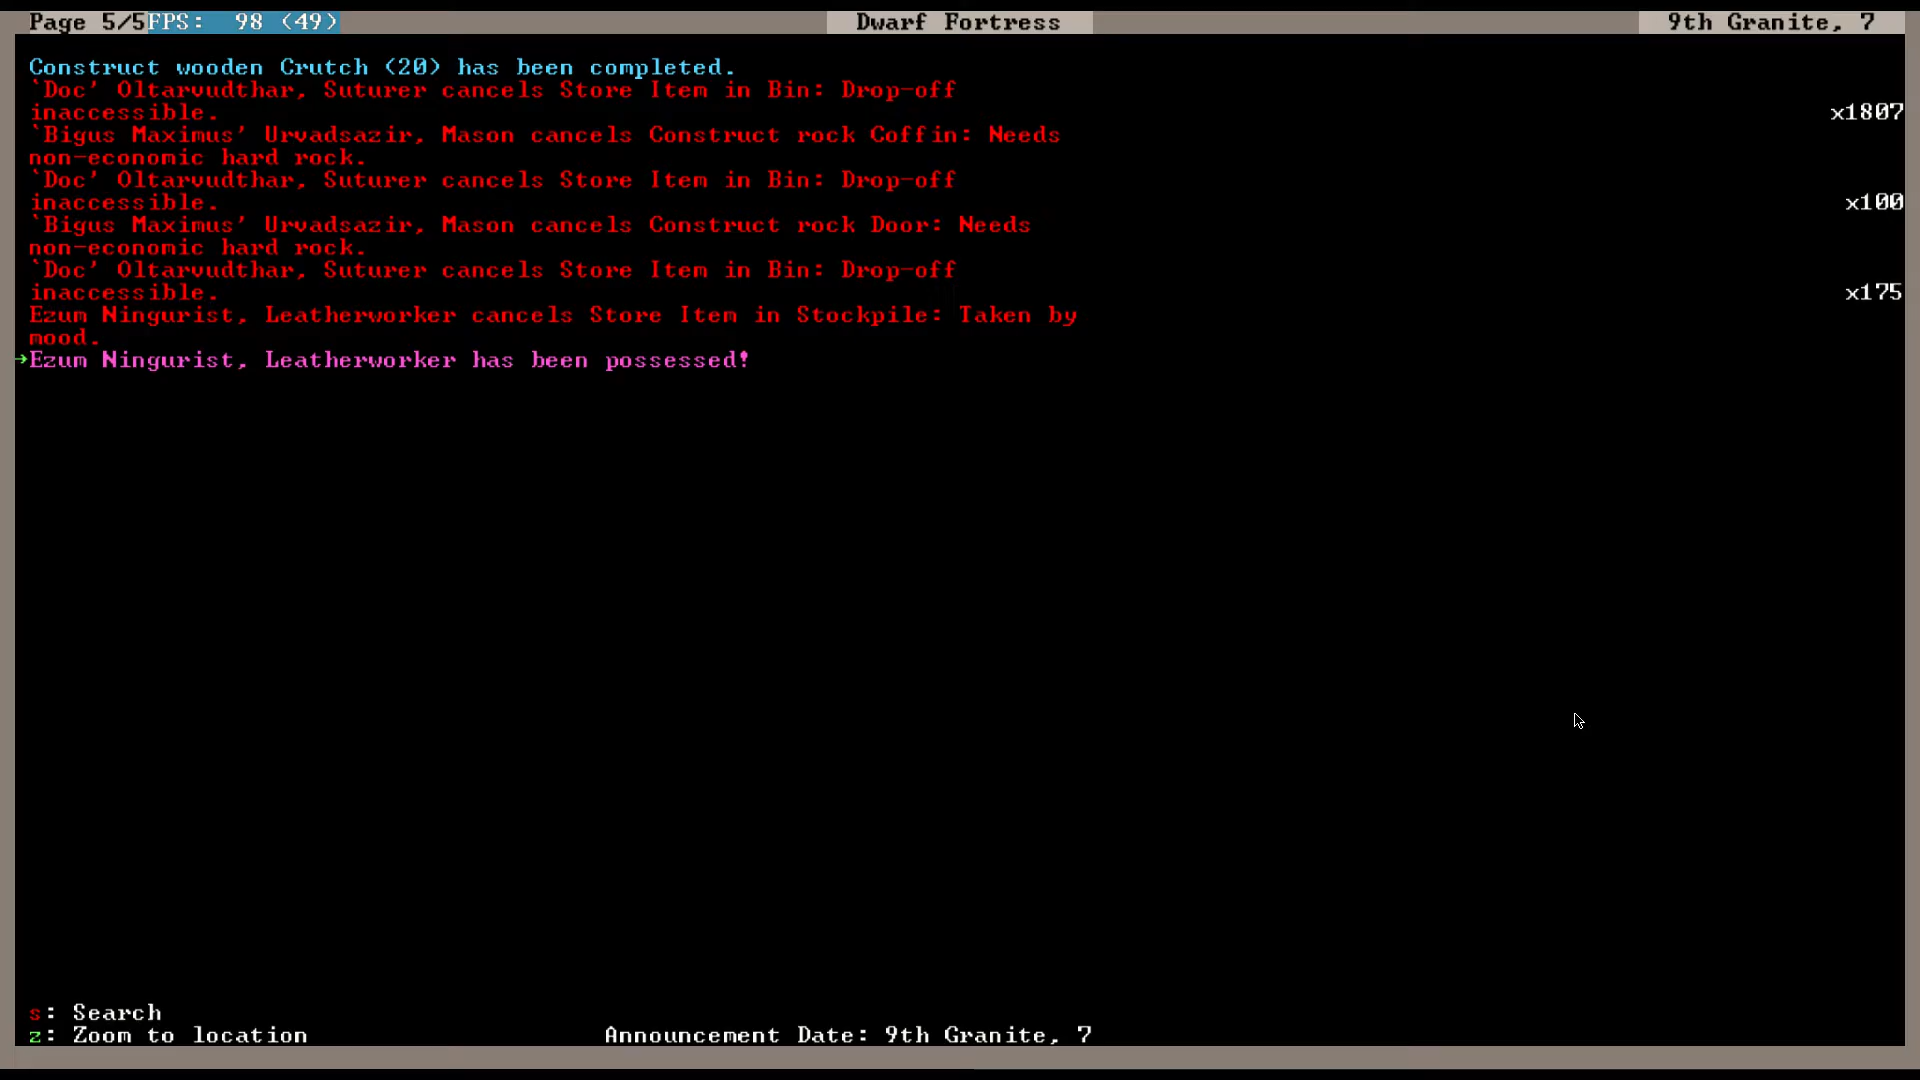 Page 5/5FPS: 98 (49) Dwarf Fortress 9th Granite, 7
Construct wooden Crutch (20) has been completed.
`Doc' Oltarvudthar, Suturer cancels Store Item in Bin: Drop-off
inaccessible. x1807
`Bigus Maximus' Urvadsazir, Mason cancels Construct rock Coffin: Needs
non-economic hard rock.
`Doc' Oltarvudthar, Suturer cancels Store Item in Bin: Drop-off
inaccessible. x100
`Bigus Maximus' Urvadsazir, Mason cancels Construct rock Door: Needs
non-economic hard rock.
`Doc' Oltarvudthar, Suturer cancels Store Item in Bin: Drop-off
inaccessible. x175
Ezum Ningurist, Leatherworker cancels Store Item in Stockpile: Taken by
mood.
→Ezum Ningurist, Leatherworker has been possessed!
s: Search
z: Zoom to location Announcement Date: 9th Granite, 7